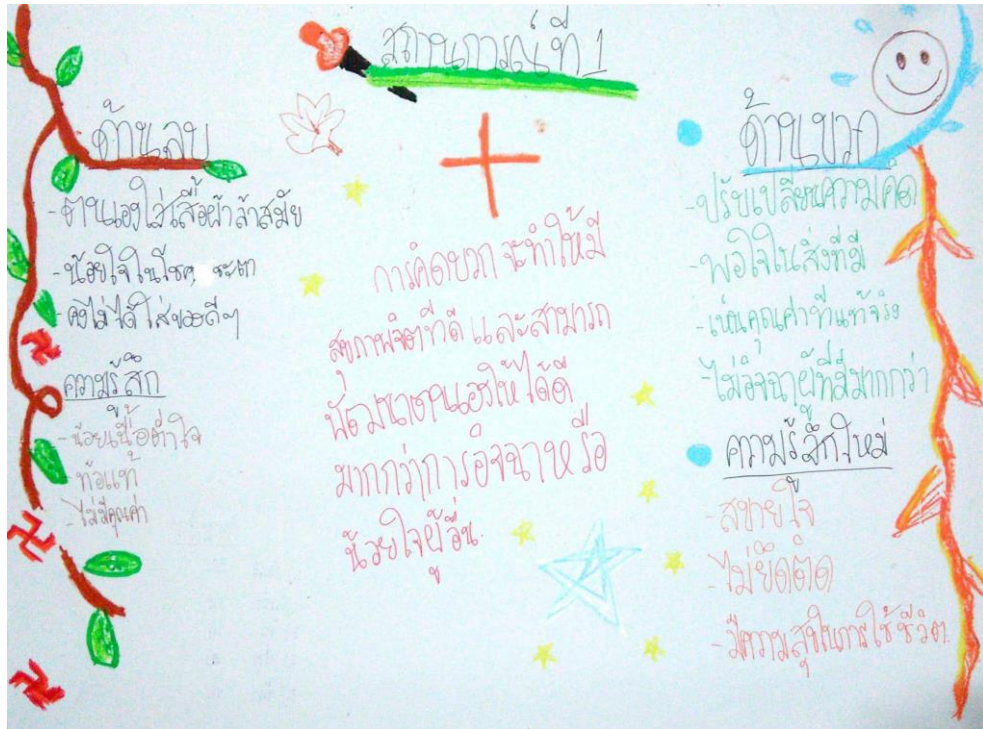 สถานการณ์ที่ 1
ด้านลบ
- ตนเองใส่เสื้อผ้าล้าสมัย
- น้อยใจในโชคชะตา
- คงไม่ได้ใส่ของดีๆ
ความรู้สึก
- น้อยเนื้อต่ำใจ
- ท้อแท้
- ไม่มีคุณค่า
+
การคิดบวก จะทำให้มี
สุขภาพจิตที่ดี และสามารถ
พัฒนาตนเองให้ได้ดี
มากกว่าการอิจฉาหรือ
น้อยใจผู้อื่น
ด้านบวก
- ปรับเปลี่ยนความคิด
- พอใจในสิ่งที่มี
- เห็นคุณค่าที่แท้จริง
- ไม่อิจฉาผู้ที่มีมากกว่า
ความรู้สึกใหม่
- สบายใจ
- ไม่ยึดติด
- มีความสุขในการใช้ชีวิต